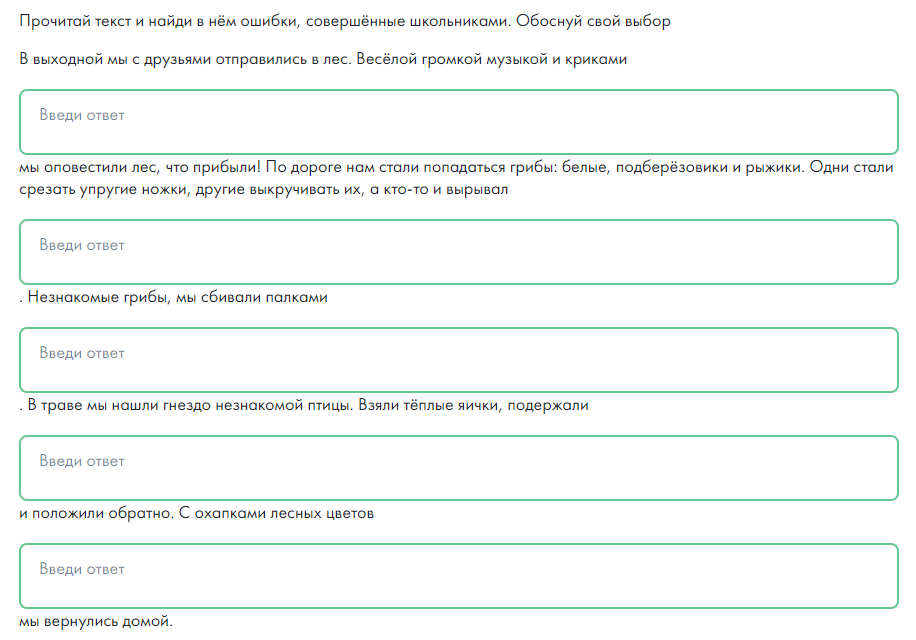 Прочитай текст и найди в нём ошибки, совершённые школьниками. Обоснуй свой выбор
В выходной мы с друзьями отправились в лес. Весёлой громкой музыкой и криками
Введи ответ
мы оповестили лес, что прибыли! По дороге нам стали попадаться грибы: белые, подберёзовики и рыжики. Одни стали
срезать упругие ножки, другие выкручивать их, а кто-то и вырывал
Введи ответ
. Незнакомые грибы, мы сбивали палками
Введи ответ
. В траве мы нашли гнездо незнакомой птицы. Взяли тёплые яички, подержали
Введи ответ
и положили обратно. С охапками лесных цветов
Введи ответ
мы вернулись домой.